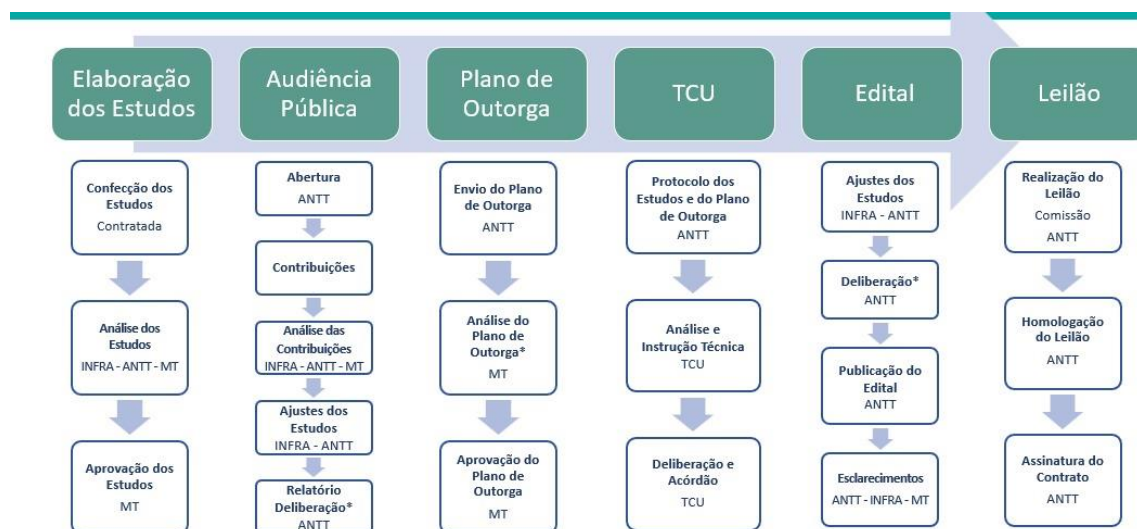 Elaboração
dos Estudos
Confecção dos
Estudos
Contratada
Análise dos
Estudos
INFRA - ANTT - MT
Aprovação dos
Estudos
MT
Audiência
Pública
Abertura
ANTT
Contribuições
Análise das
Contribuições
INFRA - ANTT - MT
Ajustes dos
Estudos
INFRA - ANTT
Relatório
Deliberação*
ANTT
Plano de
Outorga
Envio do Plano
de Outorga
ANTT
Análise do
Plano de
Outorga*
MT
Aprovação do
Plano de
Outorga
MT
TCU
Protocolo dos
Estudos e do Plano
de Outorga
ANTT
Análise e
Instrução Técnica
TCU
Deliberação e
Acórdão
TCU
Edital
Ajustes dos
Estudos
INFRA - ANTT
Deliberação*
ANTT
Publicação do
Edital
ANTT
Esclarecimentos
ANTT - INFRA - MT
Leilão
Realização do
Leilão
Comissão
ANTT
Homologação
do Leilão
ANTT
Assinatura do
Contrato
ANTT